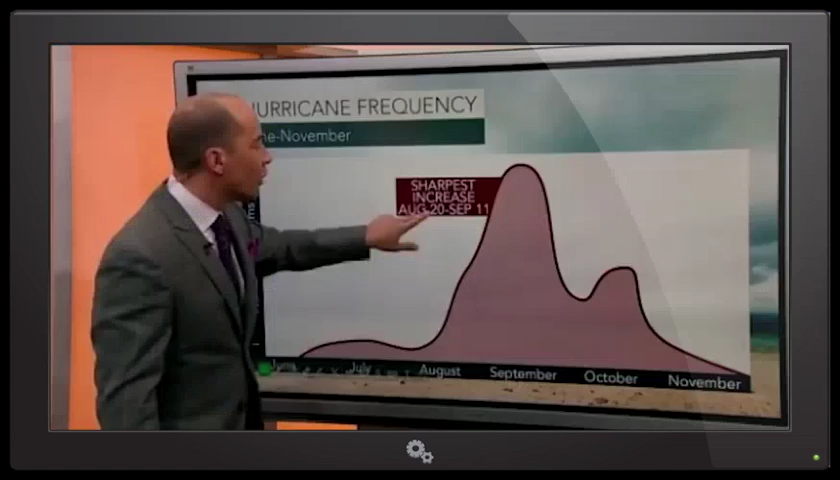 URRICANE FREQUENCY
ne-November
SHARPEST
INCREASE
AUG 20-SEP 11
July
August
September
October
November